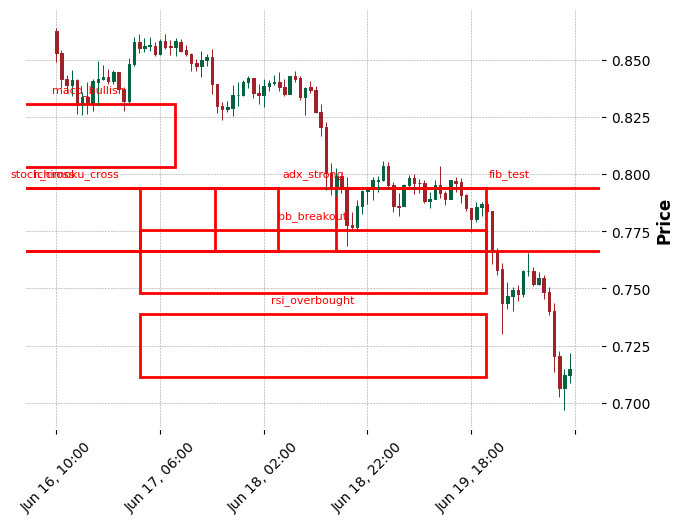 0.850
macd_bullish
0.825
0.800
stoch_cross
ichimoku_cross
adx_strong
fib_test
bb_breakout
0.775
0.750
rsi_overbought
0.725
0.700
Price
Jun 16, 10:00
Jun 17, 06:00
Jun 18, 02:00
Jun 18, 22:00
Jun 19, 18:00